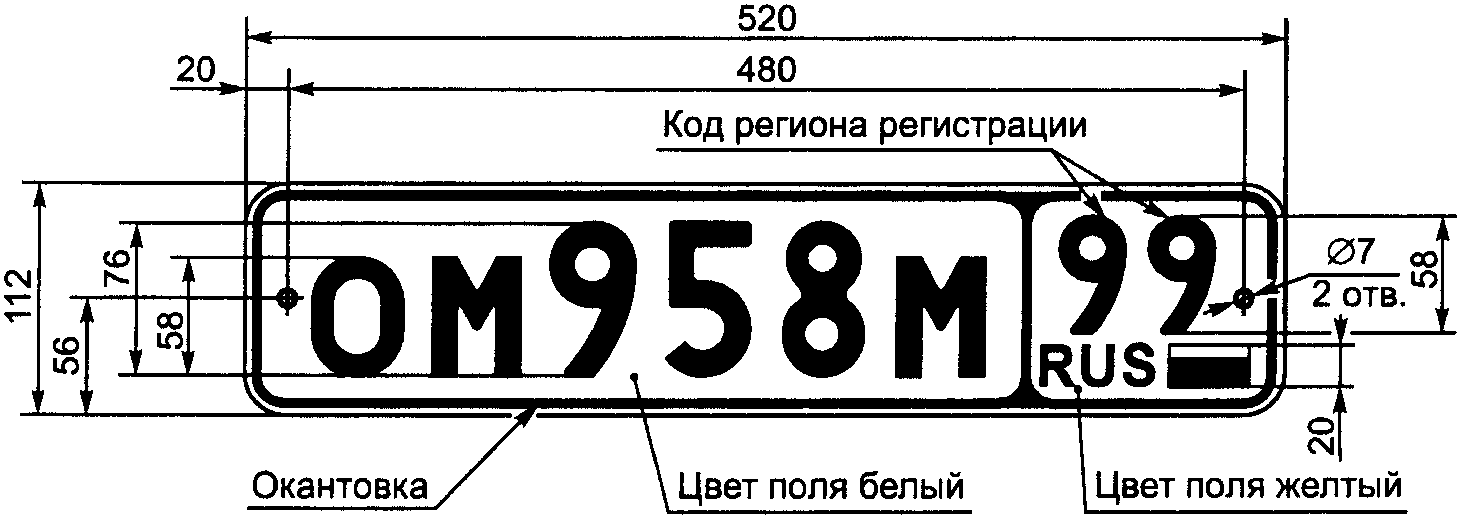 520
20
480
Код региона регистрации
112
56
76
58
ОМ958М
99
RUS
Ø7
2 отв.
58
20
Окантовка
Цвет поля белый
Цвет поля желтый